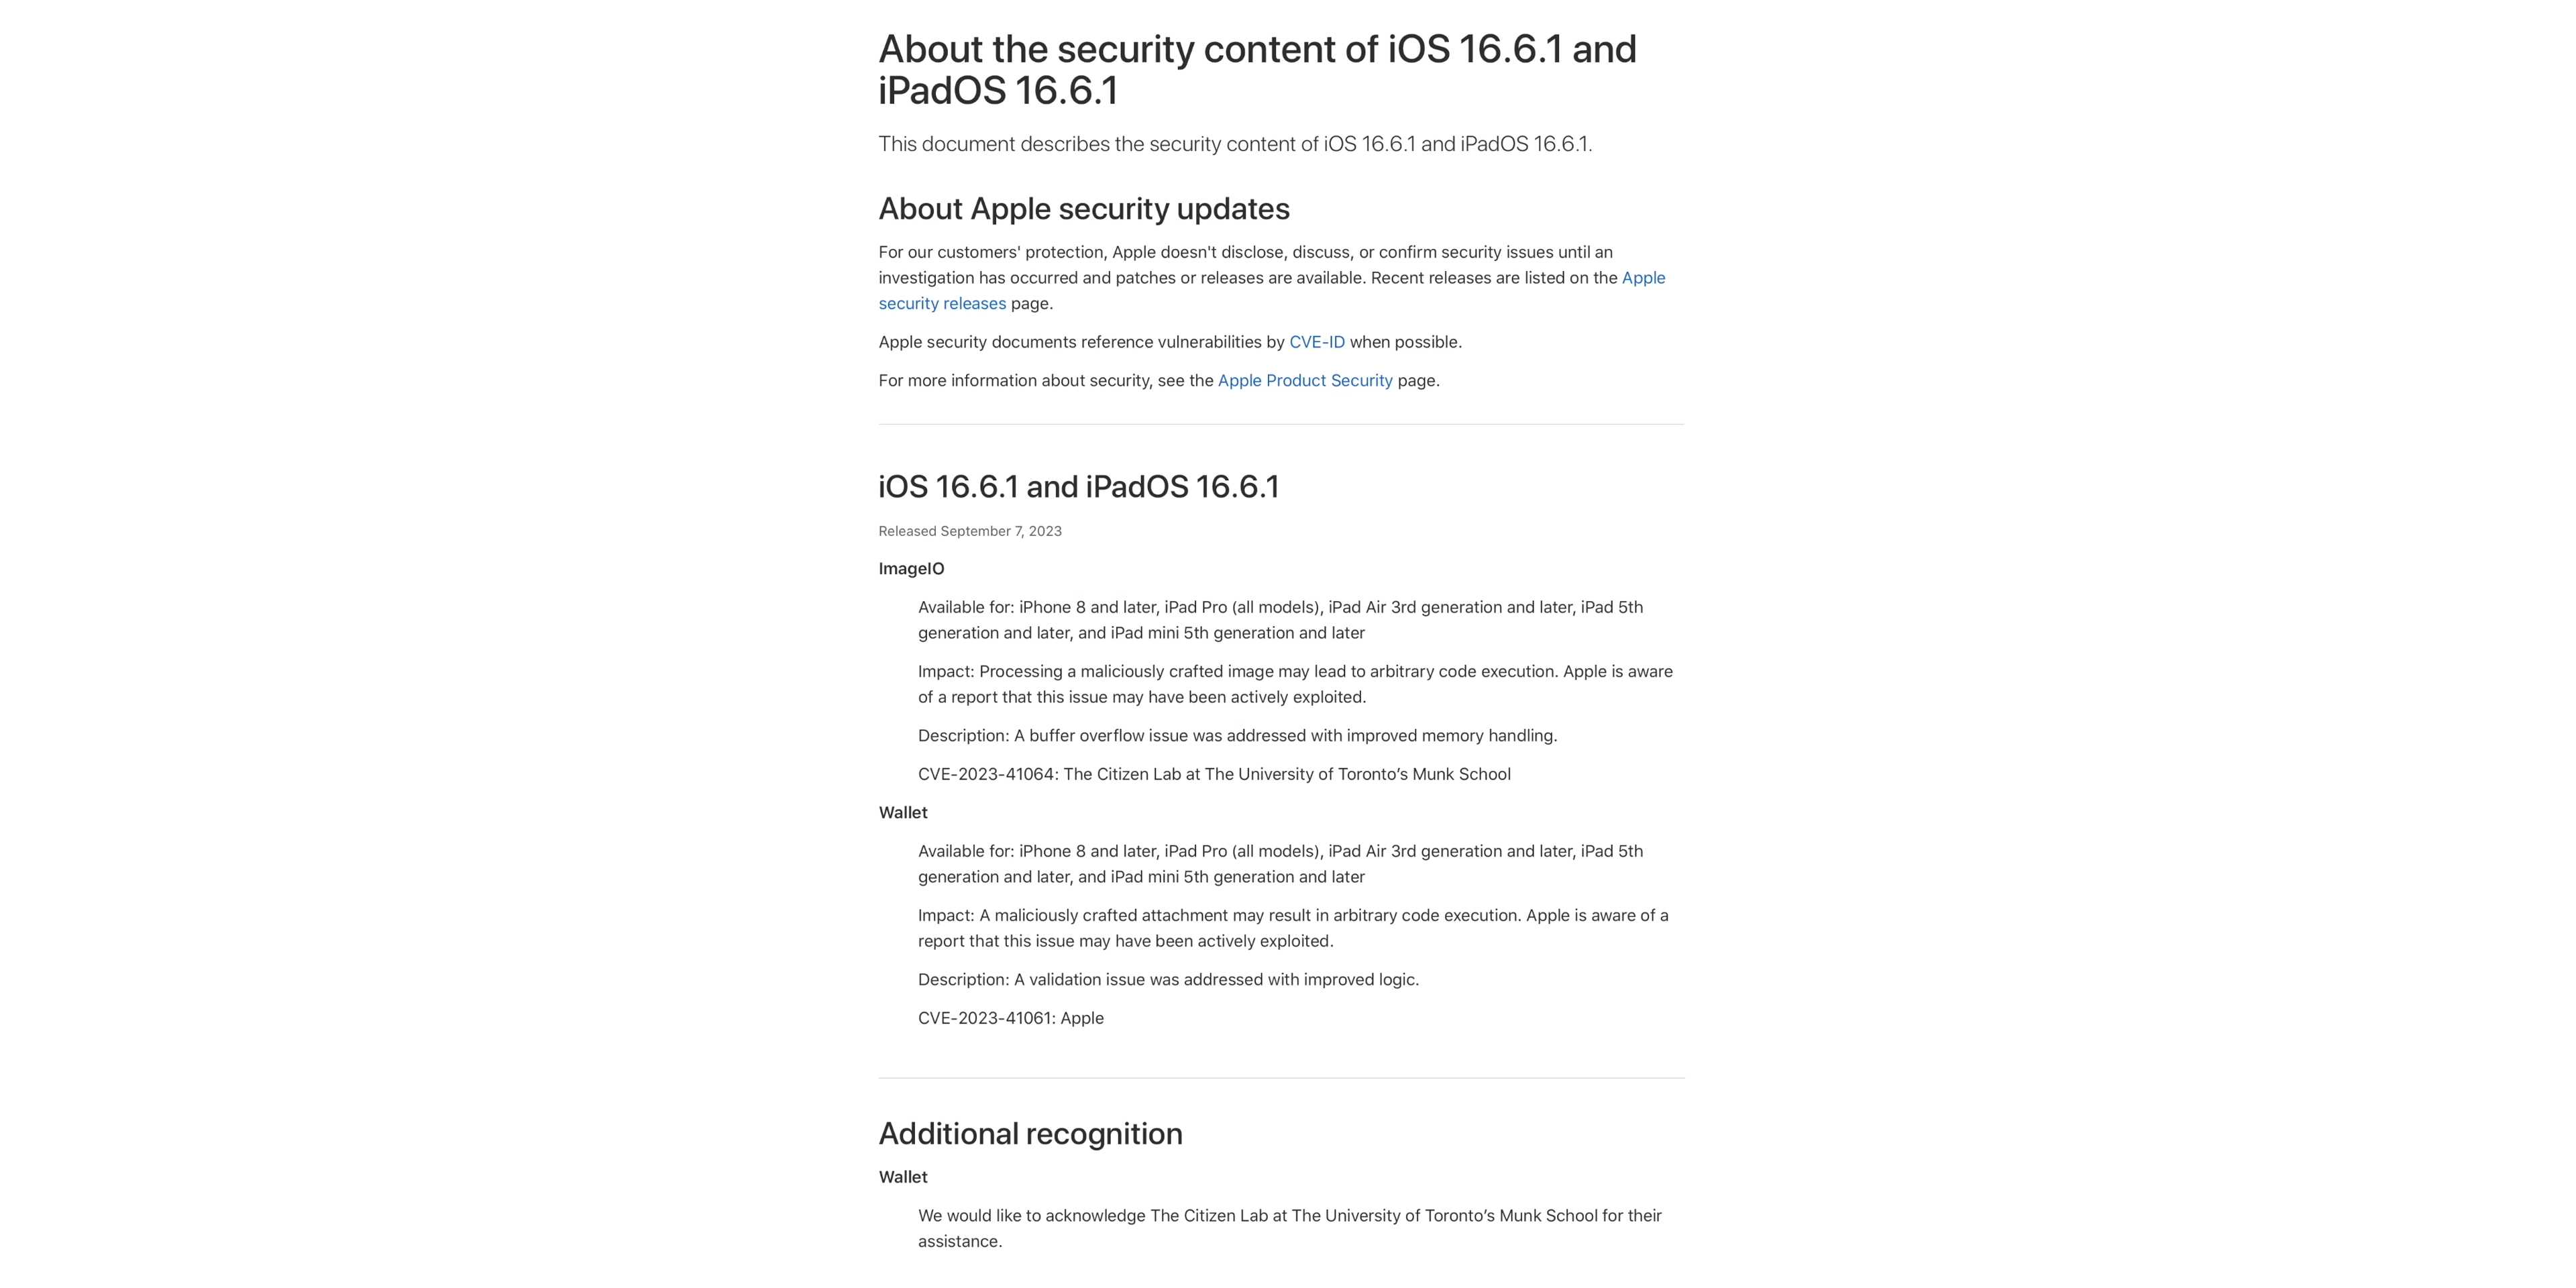 About the security content of iOS 16.6.1 and
iPadOS 16.6.1
This document describes the security content of iOS 16.6.1 and iPadOS 16.6.1.
About Apple security updates
For our customers' protection, Apple doesn't disclose, discuss, or confirm security issues until an
investigation has occurred and patches or releases are available. Recent releases are listed on the Apple
security releases page.
Apple security documents reference vulnerabilities by CVE-ID when possible.
For more information about security, see the Apple Product Security page.
iOS 16.6.1 and iPadOS 16.6.1
Released September 7, 2023
ImageIO
Available for: iPhone 8 and later, iPad Pro (all models), iPad Air 3rd generation and later, iPad 5th
generation and later, and iPad mini 5th generation and later
Impact: Processing a maliciously crafted image may lead to arbitrary code execution. Apple is aware
of a report that this issue may have been actively exploited.
Description: A buffer overflow issue was addressed with improved memory handling.
CVE-2023-41064: The Citizen Lab at The University of Toronto’s Munk School
Wallet
Available for: iPhone 8 and later, iPad Pro (all models), iPad Air 3rd generation and later, iPad 5th
generation and later, and iPad mini 5th generation and later
Impact: A maliciously crafted attachment may result in arbitrary code execution. Apple is aware of a
report that this issue may have been actively exploited.
Description: A validation issue was addressed with improved logic.
CVE-2023-41061: Apple
Additional recognition
Wallet
We would like to acknowledge The Citizen Lab at The University of Toronto’s Munk School for their
assistance.